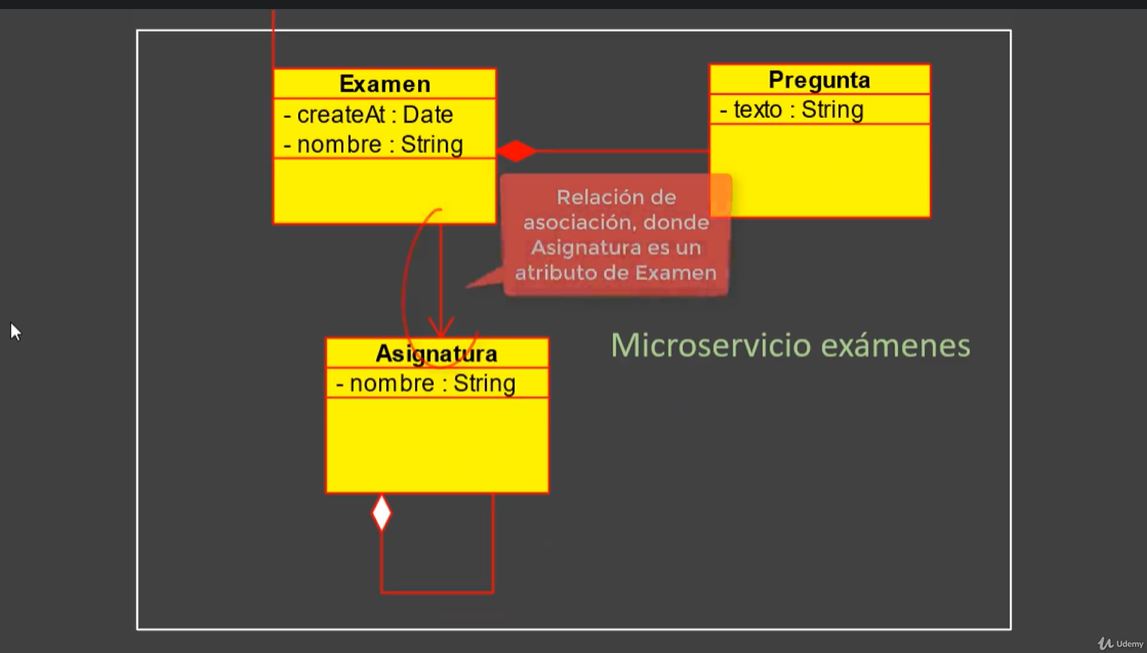 Examen
- createAt : Date
- nombre : String
Pregunta
- texto : String
Relación de
asociación, donde
Asignatura es un
atributo de Examen
Microservicio exámenes
Asignatura
- nombre : String
Udemy